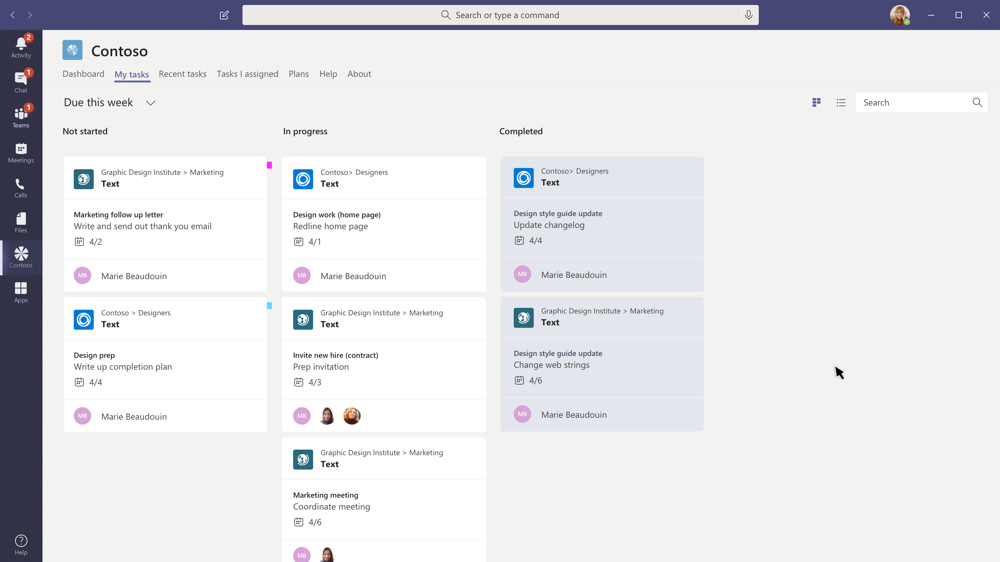 Search or type a command
2
Activity
1
Chat
1
Teams
Meetings
Calls
Files
Contoso
Apps
Help
Contoso
Dashboard My tasks Recent tasks Tasks I assigned Plans Help About
Due this week
Search
Not started
Graphic Design Institute > Marketing
Text
Marketing follow up letter
Write and send out thank you email
4/2
MB Marie Beaudouin
Contoso > Designers
Text
Design prep
Write up completion plan
4/4
MB Marie Beaudouin
In progress
Contoso> Designers
Text
Design work (home page)
Redline home page
4/1
MB Marie Beaudouin
Graphic Design Institute > Marketing
Text
Invite new hire (contract)
Prep invitation
4/3
MB
Graphic Design Institute > Marketing
Text
Marketing meeting
Coordinate meeting
4/6
MB
Completed
Contoso> Designers
Text
Design style guide update
Update changelog
4/4
MB Marie Beaudouin
Graphic Design Institute > Marketing
Text
Design style guide update
Change web strings
4/6
MB Marie Beaudouin